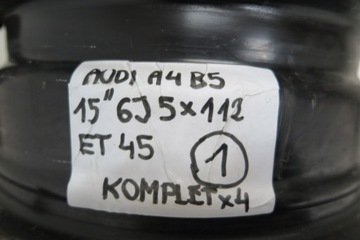 AUDI A4 B5
15" 6J 5x112
ET 45 1
KOMPLET x4